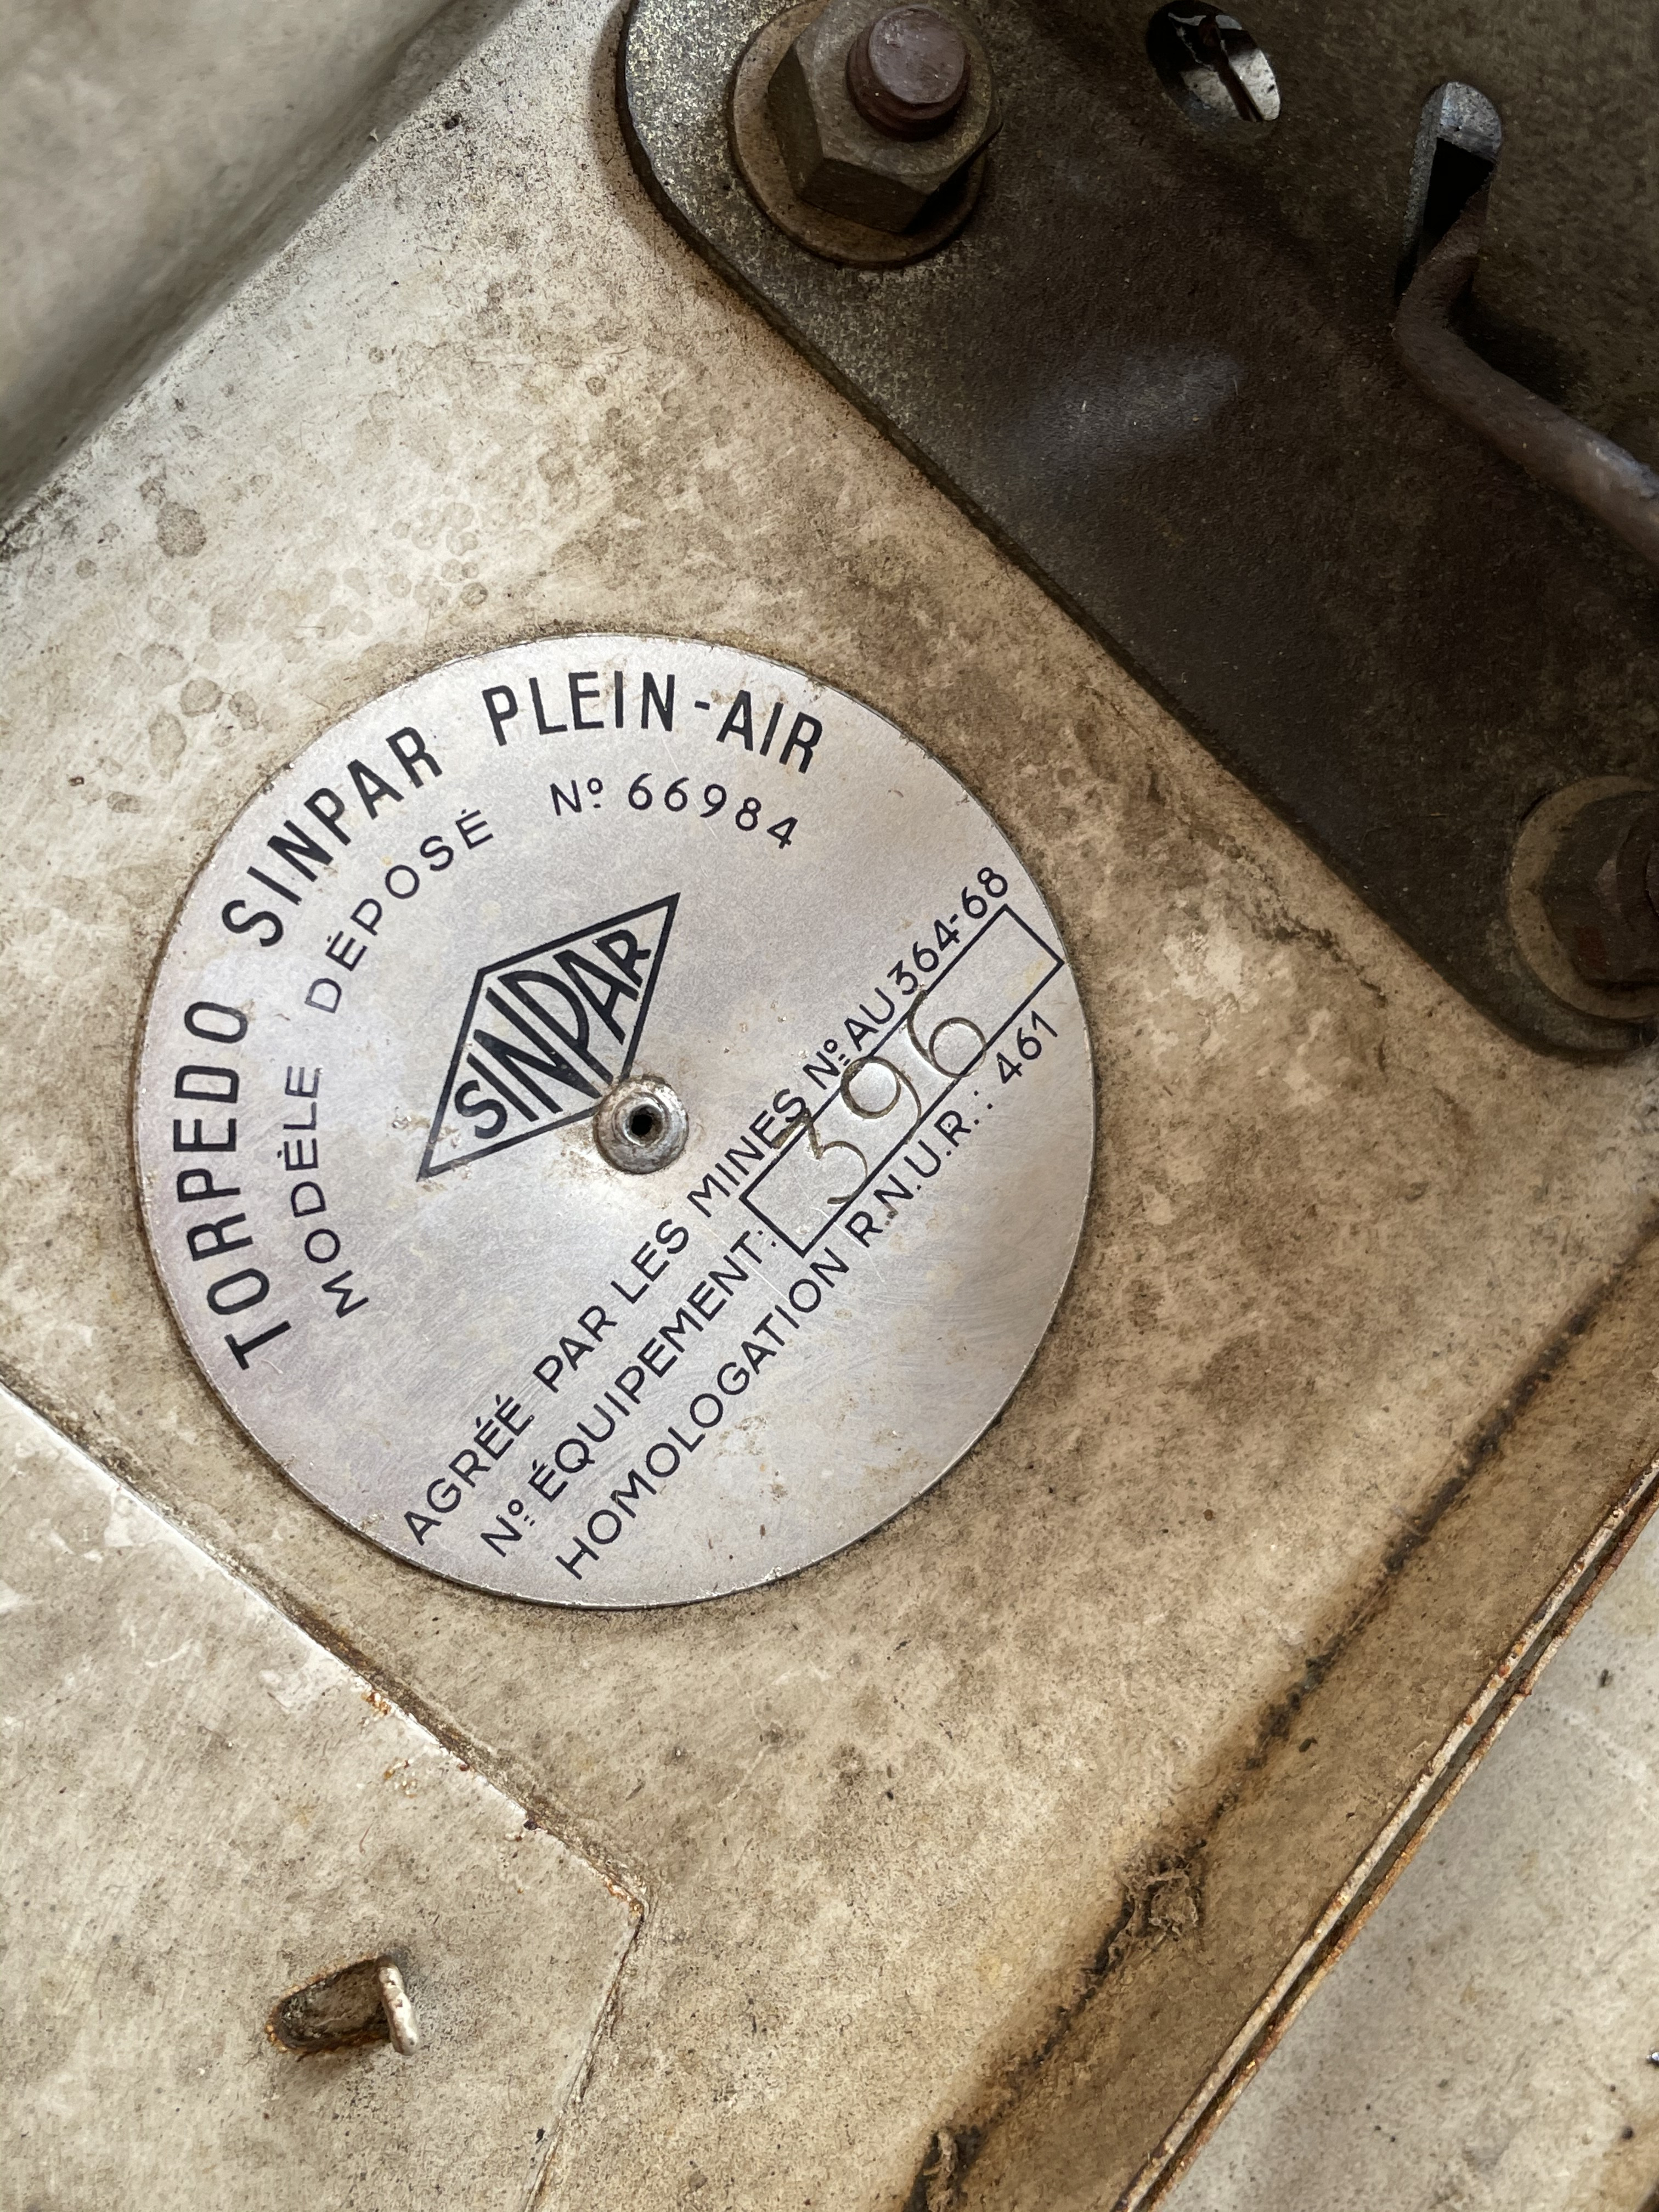 TORPEDO SINPAR PLEIN-AIR
MODÈLE DÉPOSÉ Nº 66984
SINPAR
AGRÉÉ PAR LES MINES Nº AU 364-68
Nº ÉQUIPEMENT: 396
HOMOLOGATION R.N.U.R.: 461